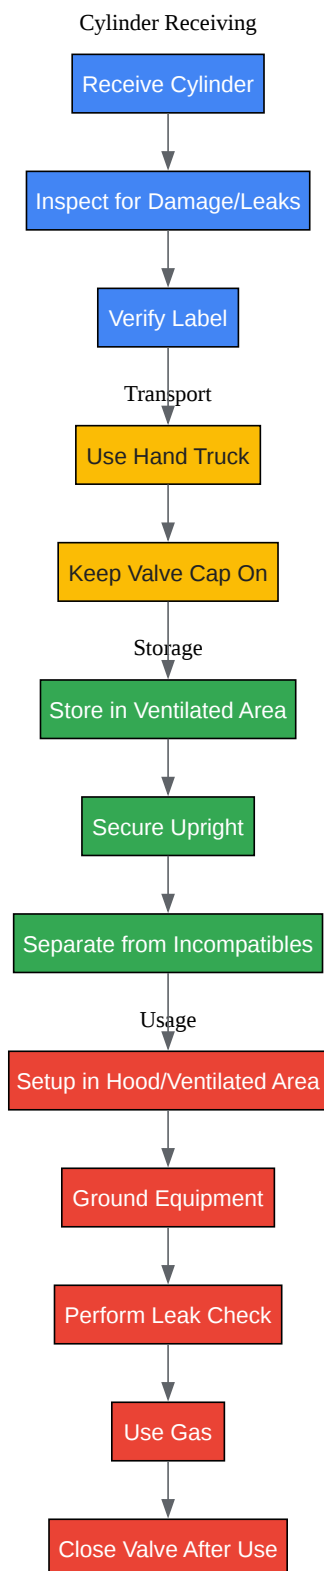 Cylinder Receiving
Receive Cylinder
Inspect for Damage/Leaks
Verify Label
Transport
Use Hand Truck
Keep Valve Cap On
Storage
Store in Ventilated Area
Secure Upright
Separate from Incompatibles
Usage
Setup in Hood/Ventilated Area
Ground Equipment
Perform Leak Check
Use Gas
Close Valve After Use